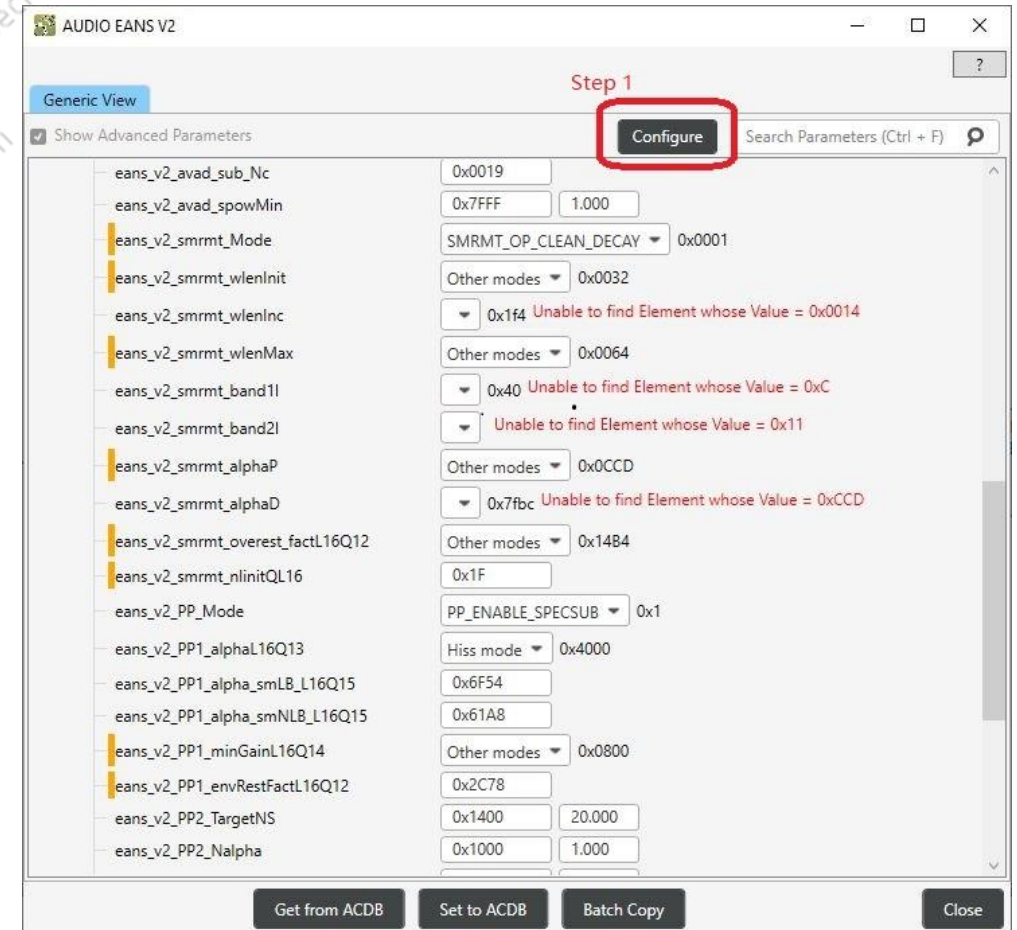 AUDIO EANS V2
?
Step 1
Generic View
Show Advanced Parameters
Configure
Search Parameters (Ctrl + F)
eans_v2_avad_sub_Nc 0x0019
eans_v2_avad_spowMin 0x7FFF 1.000
eans_v2_smrmt_Mode SMRMT_OP_CLEAN_DECAY 0x0001
eans_v2_smrmt_wlenInit Other modes 0x0032
eans_v2_smrmt_wlenInc 0x1f4 Unable to find Element whose Value = 0x0014
eans_v2_smrmt_wlenMax Other modes 0x0064
eans_v2_smrmt_band1l 0x40 Unable to find Element whose Value = 0xC
eans_v2_smrmt_band2l Unable to find Element whose Value = 0x11
eans_v2_smrmt_alphaP Other modes 0x0CCD
eans_v2_smrmt_alphaD 0x7fbc Unable to find Element whose Value = 0xCCD
eans_v2_smrmt_overest_factL16Q12 Other modes 0x14B4
eans_v2_smrmt_nlinitQL16 0x1F
eans_v2_PP_Mode PP_ENABLE_SPECSUB 0x1
eans_v2_PP1_alphaL16Q13 Hiss mode 0x4000
eans_v2_PP1_alpha_smLB_L16Q15 0x6F54
eans_v2_PP1_alpha_smNLB_L16Q15 0x61A8
eans_v2_PP1_minGainL16Q14 Other modes 0x0800
eans_v2_PP1_envRestFactL16Q12 0x2C78
eans_v2_PP2_TargetNS 0x1400 20.000
eans_v2_PP2_Nalpha 0x1000 1.000
Get from ACDB Set to ACDB Batch Copy Close